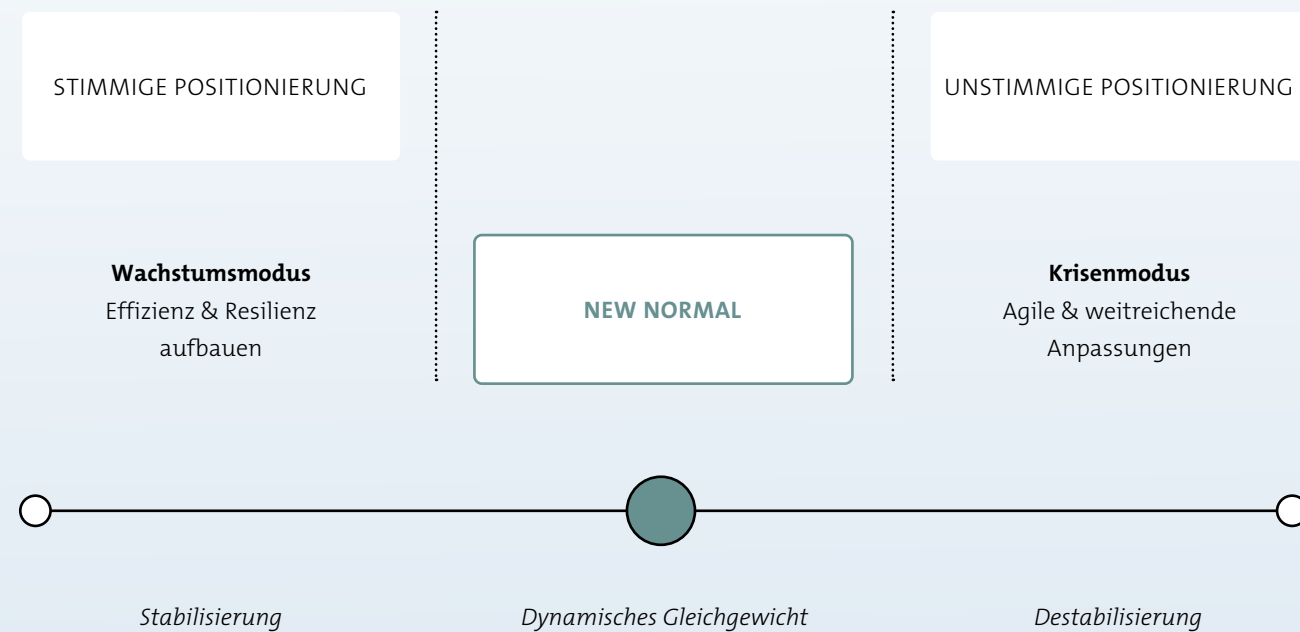 STIMMIGE POSITIONIERUNG
UNSTIMMIGE POSITIONIERUNG
Wachstumsmodus
Effizienz & Resilienz
aufbauen
NEW NORMAL
Krisenmodus
Agile & weitreichende
Anpassungen
Stabilisierung
Dynamisches Gleichgewicht
Destabilisierung